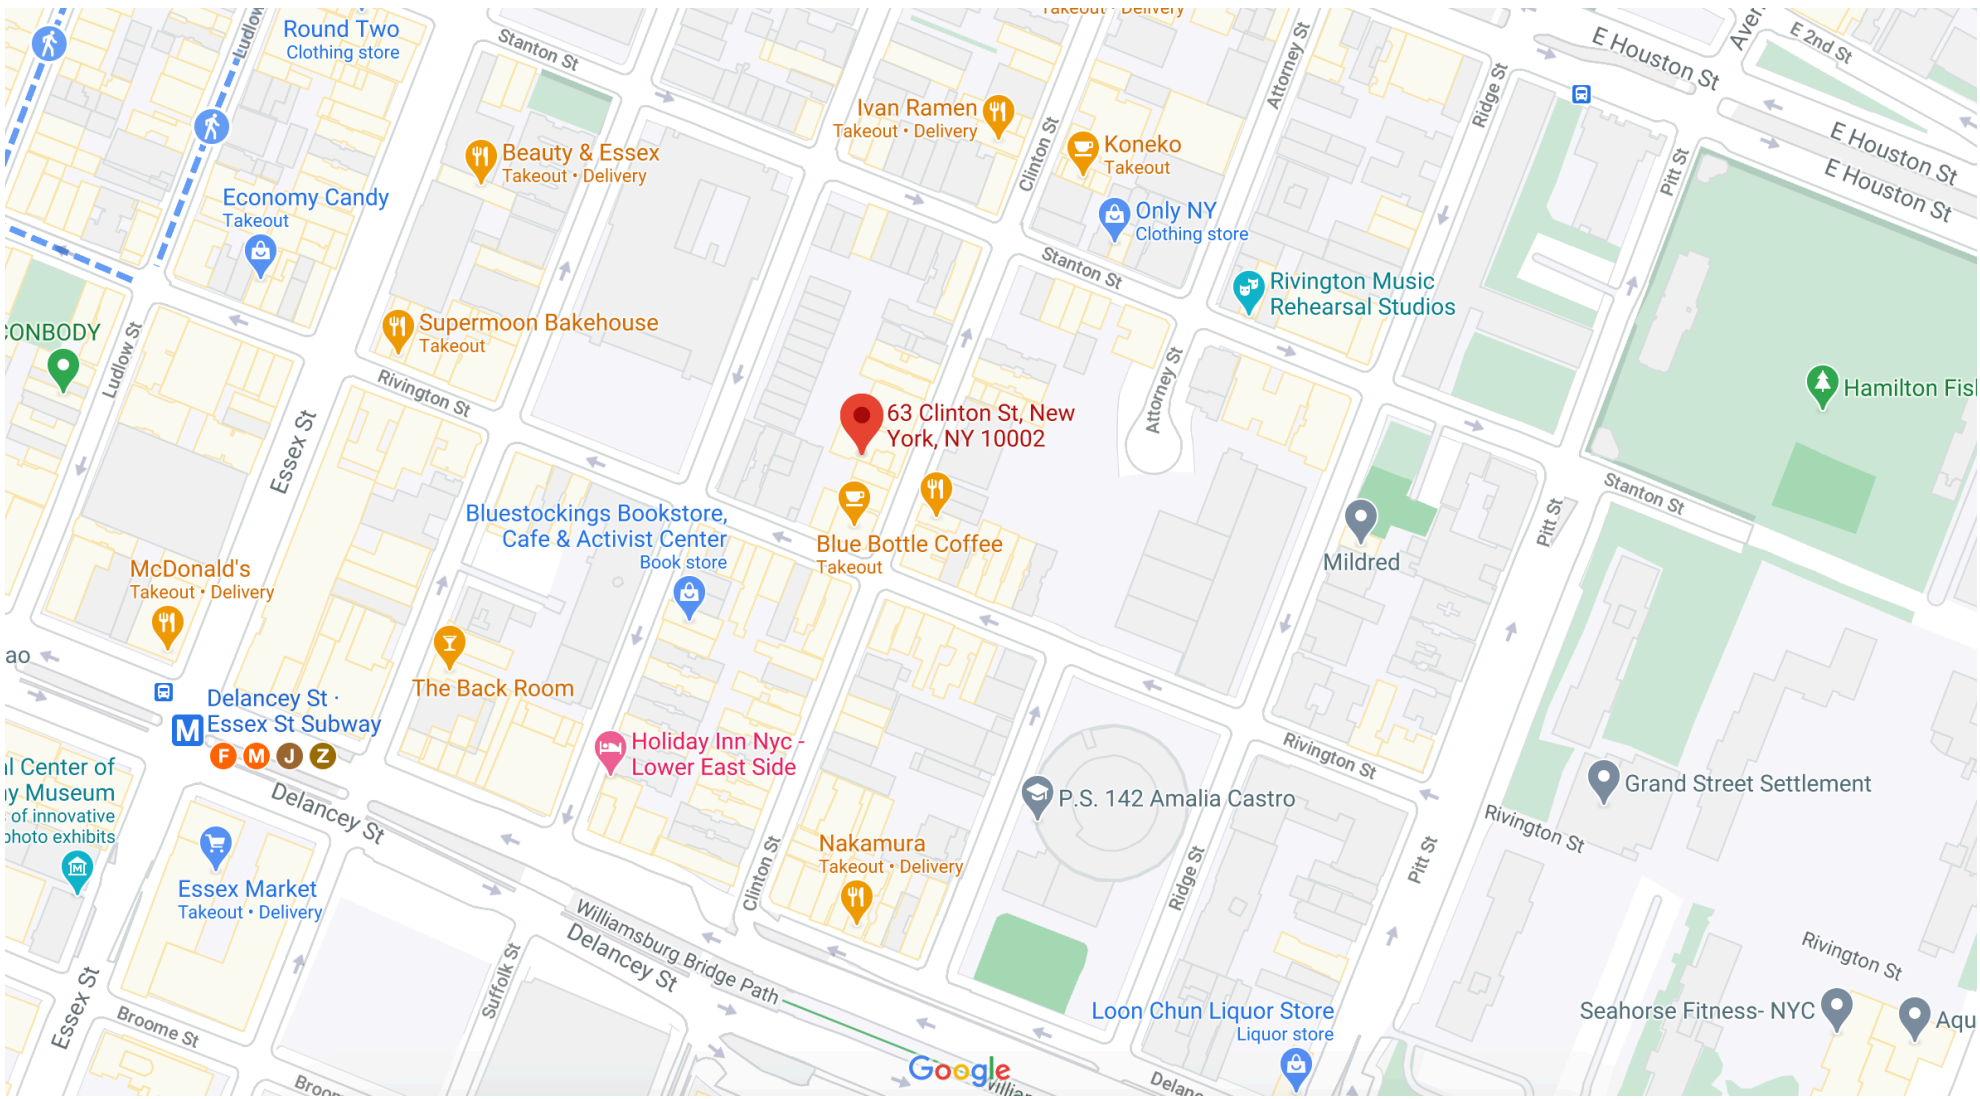 Takeout • Delivery
Round Two
Clothing store
Ludlow
Stanton St
Attorney St
E Houston St
E 2nd St
Ridge St
Ivan Ramen
Takeout • Delivery
Clinton St
Koneko
Takeout
E Houston St
E Houston St
Pitt St
Beauty & Essex
Takeout • Delivery
Economy Candy
Takeout
Only NY
Clothing store
Stanton St
Rivington Music
Rehearsal Studios
CONBODY
Ludlow St
Supermoon Bakehouse
Takeout
Rivington St
Essex St
Attorney St
Hamilton Fis
63 Clinton St, New
York, NY 10002
Stanton St
Pitt St
Bluestockings Bookstore,
Cafe & Activist Center
Book store
Blue Bottle Coffee
Takeout
Mildred
McDonald's
Takeout • Delivery
ao
The Back Room
M
Delancey St ·
Essex St Subway
F M J Z
Holiday Inn Nyc -
Lower East Side
Rivington St
l Center of
y Museum
of innovative
photo exhibits
Delancey St
P.S. 142 Amalia Castro
Grand Street Settlement
Rivington St
Nakamura
Takeout • Delivery
Clinton St
Ridge St
Pitt St
Essex Market
Takeout • Delivery
Williamsburg Bridge Path
Delancey St
Suffolk St
Essex St
Broome St
Rivington St
Loon Chun Liquor Store
Liquor store
Seahorse Fitness- NYC
Aqu
Google
Broom
Delanc